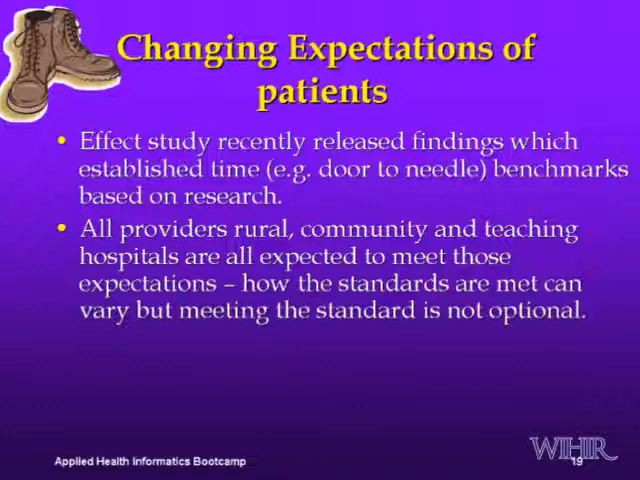 Changing Expectations of
patients
• Effect study recently released findings which
established time (e.g. door to needle) benchmarks
based on research.
• All providers rural, community and teaching
hospitals are all expected to meet those
expectations – how the standards are met can
vary but meeting the standard is not optional.
WIHIR
Applied Health Informatics Bootcamp
19